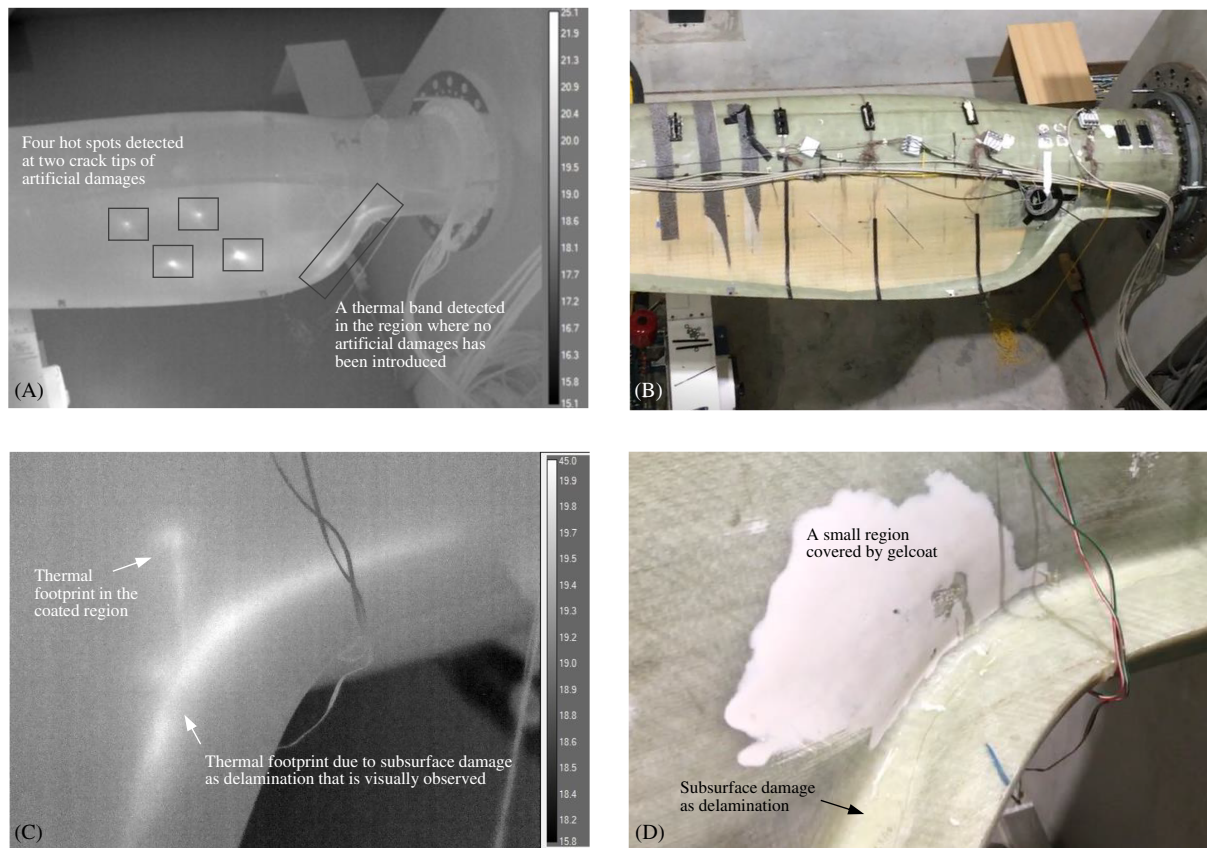 25.1
21.9
21.3
20.9
20.4
20.0
19.5
19.0
18.6
18.1
17.7
17.2
16.7
16.3
15.8
15.1
Four hot spots detected
at two crack tips of
artificial damages
A thermal band detected
in the region where no
artificial damages has
been introduced
(A)
(B)
45.0
19.9
19.8
19.7
19.5
19.4
19.3
19.2
19.0
18.9
18.8
18.6
18.5
18.4
18.2
15.8
Thermal
footprint in the
coated region
Thermal footprint due to subsurface damage
as delamination that is visually observed
(C)
A small region
covered by gelcoat
Subsurface damage
as delamination
(D)